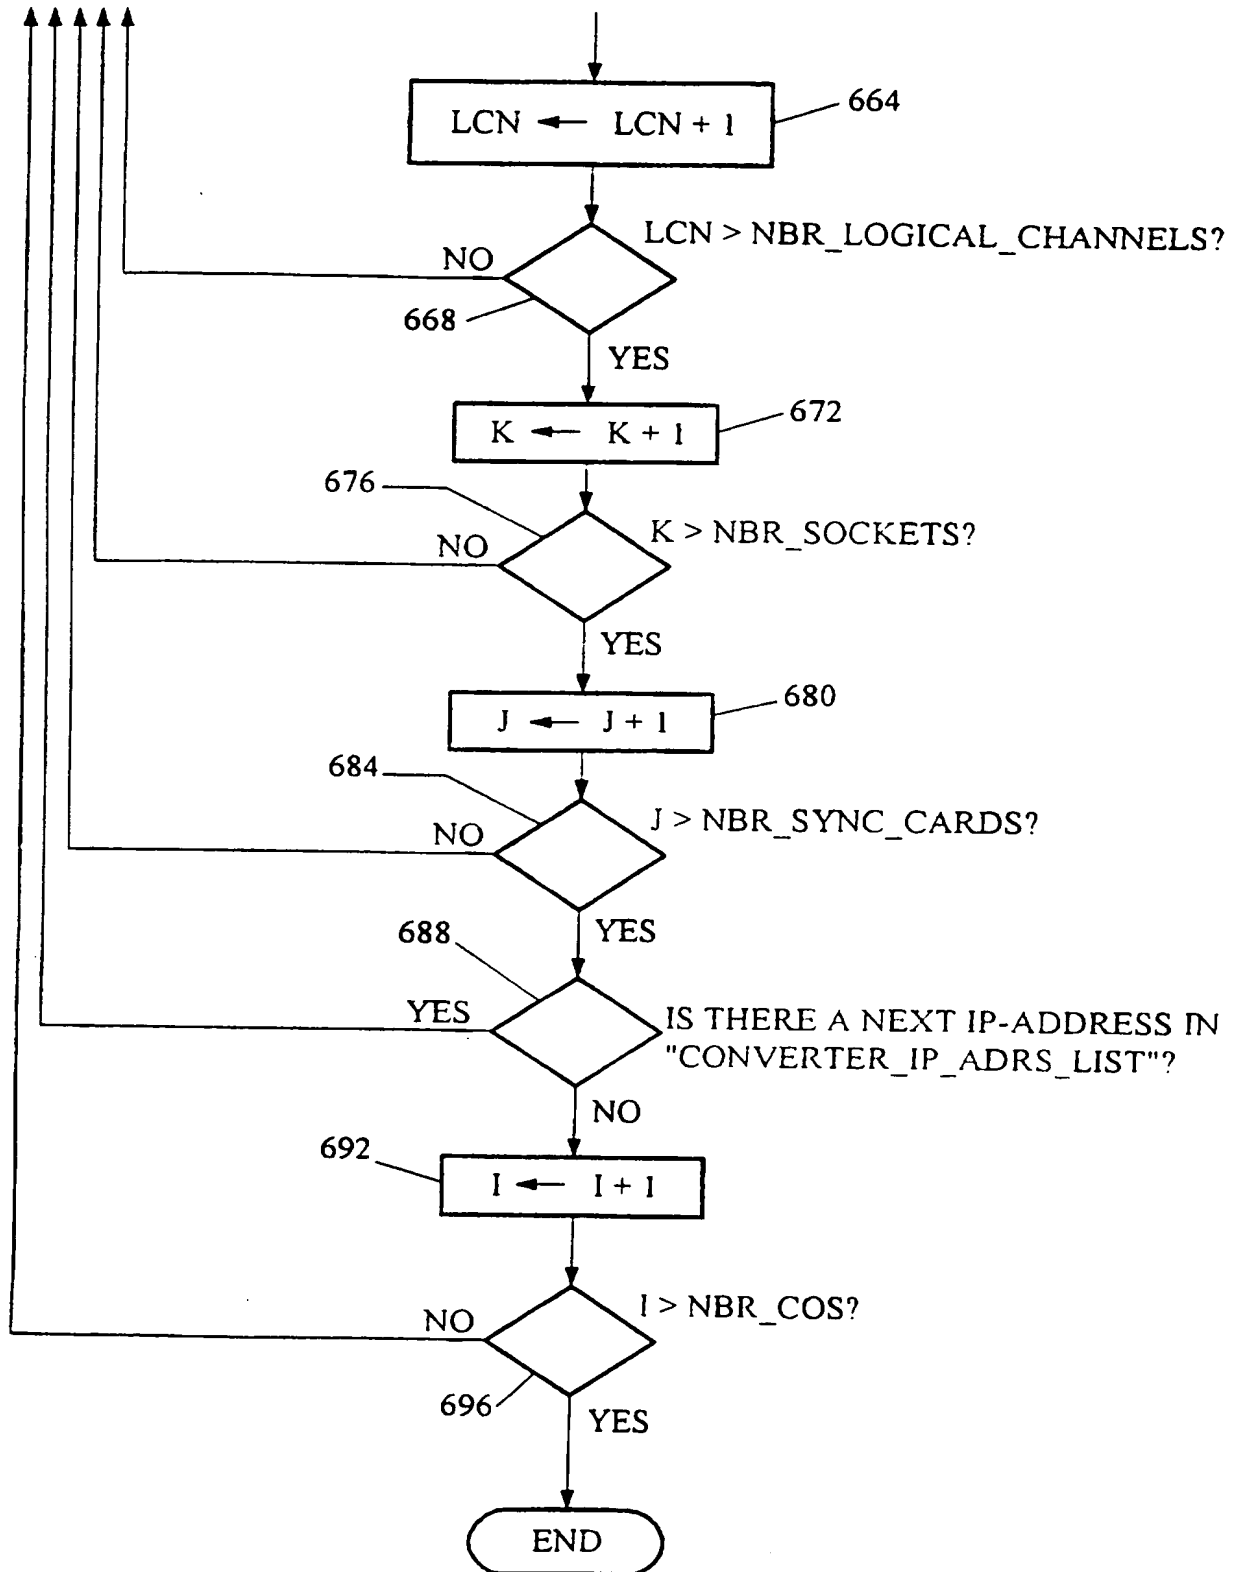 LCN ← LCN + 1
664
LCN > NBR_LOGICAL_CHANNELS?
NO
668
YES
K ← K + 1
672
676
K > NBR_SOCKETS?
NO
YES
J ← J + 1
680
684
J > NBR_SYNC_CARDS?
NO
YES
688
YES
IS THERE A NEXT IP-ADDRESS IN
"CONVERTER_IP_ADRS_LIST"?
NO
692
I ← I + 1
I > NBR_COS?
NO
696
YES
END